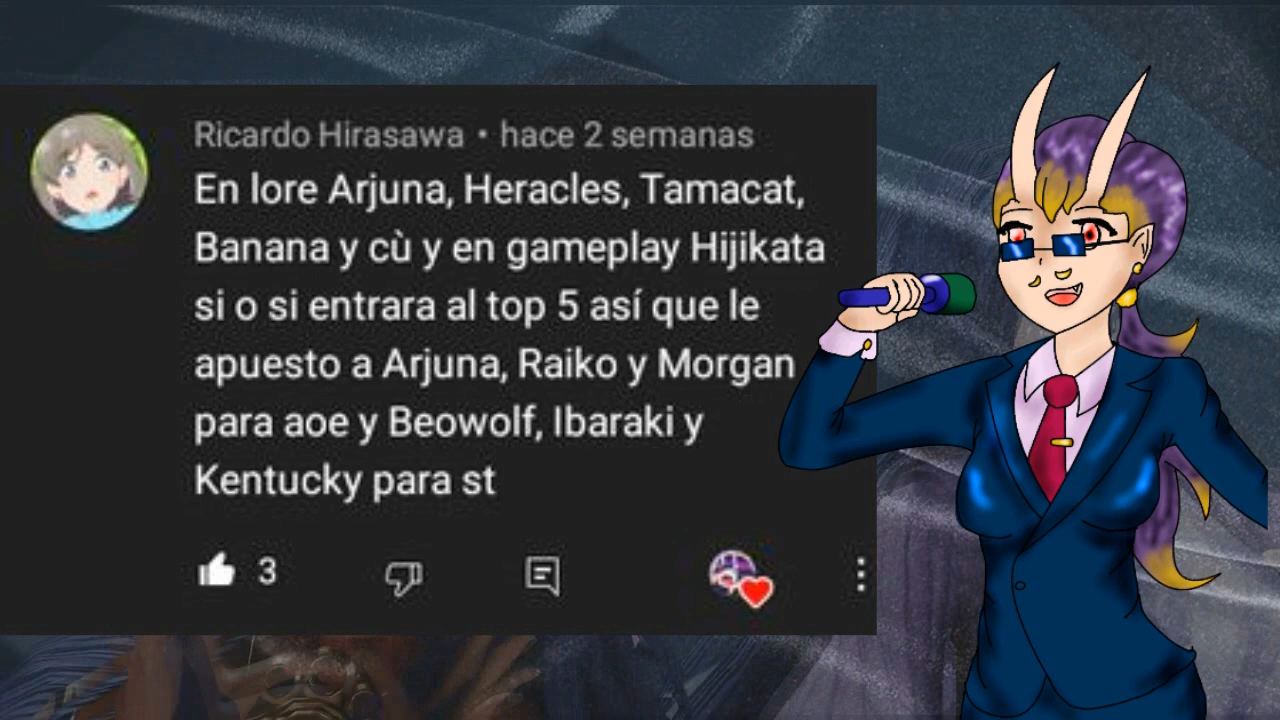 Ricardo Hirasawa • hace 2 semanas
En lore Arjuna, Heracles, Tamacat,
Banana y cù y en gameplay Hijikata
si o si entrara al top 5 así que le
apuesto a Arjuna, Raiko y Morgan
para aoe y Beowolf, Ibaraki y
Kentucky para st
3